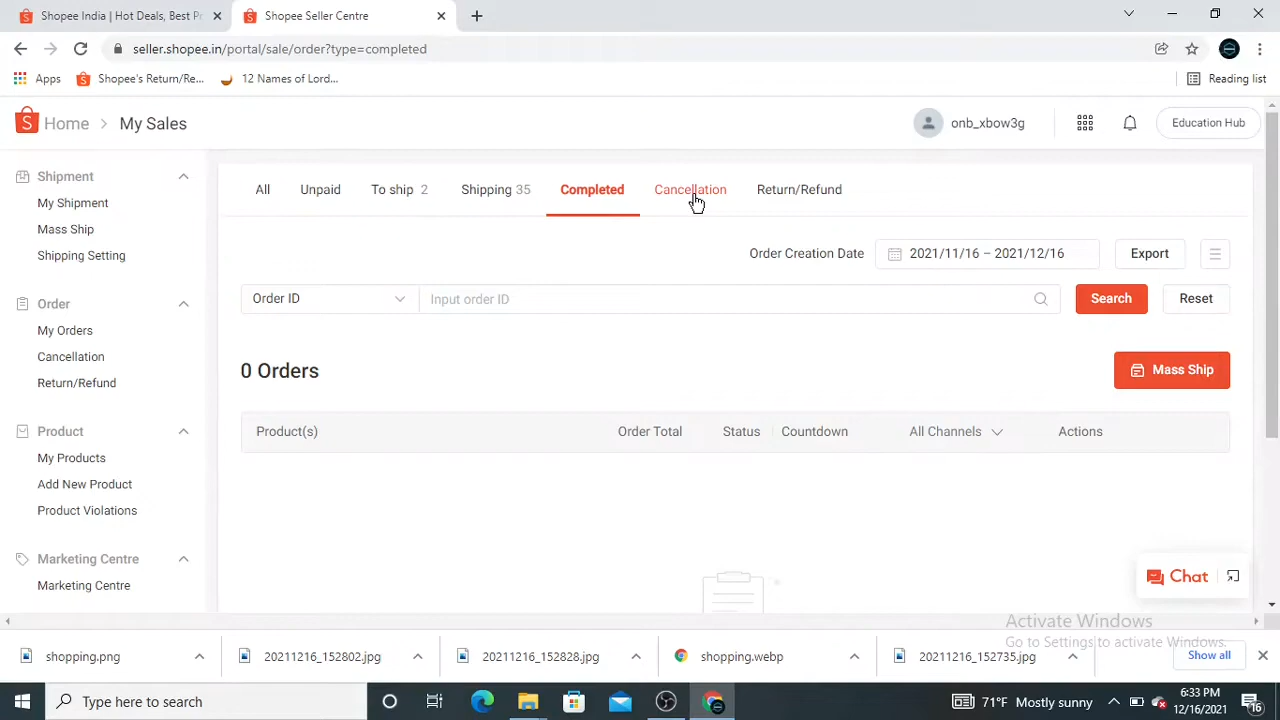 Shopee India | Hot Deals, Best Pr
Shopee Seller Centre
seller.shopee.in/portal/sale/order?type=completed
Apps
Shopee's Return/Re...
12 Names of Lord...
Reading list
Home > My Sales
onb_xbow3g
Education Hub
Shipment
My Shipment
Mass Ship
Shipping Setting
Order
My Orders
Cancellation
Return/Refund
Product
My Products
Add New Product
Product Violations
Marketing Centre
Marketing Centre
All
Unpaid
To ship 2
Shipping 35
Completed
Cancellation
Return/Refund
Order Creation Date
2021/11/16 – 2021/12/16
Export
Order ID
Input order ID
Search
Reset
0 Orders
Mass Ship
Product(s)
Order Total
Status
Countdown
All Channels
Actions
Chat
Activate Windows
Go to Settings to activate Windows.
shopping.png
20211216_152802.jpg
20211216_152828.jpg
shopping.webp
20211216_152735.jpg
Show all
Type here to search
71°F Mostly sunny
6:33 PM
12/16/2021
16